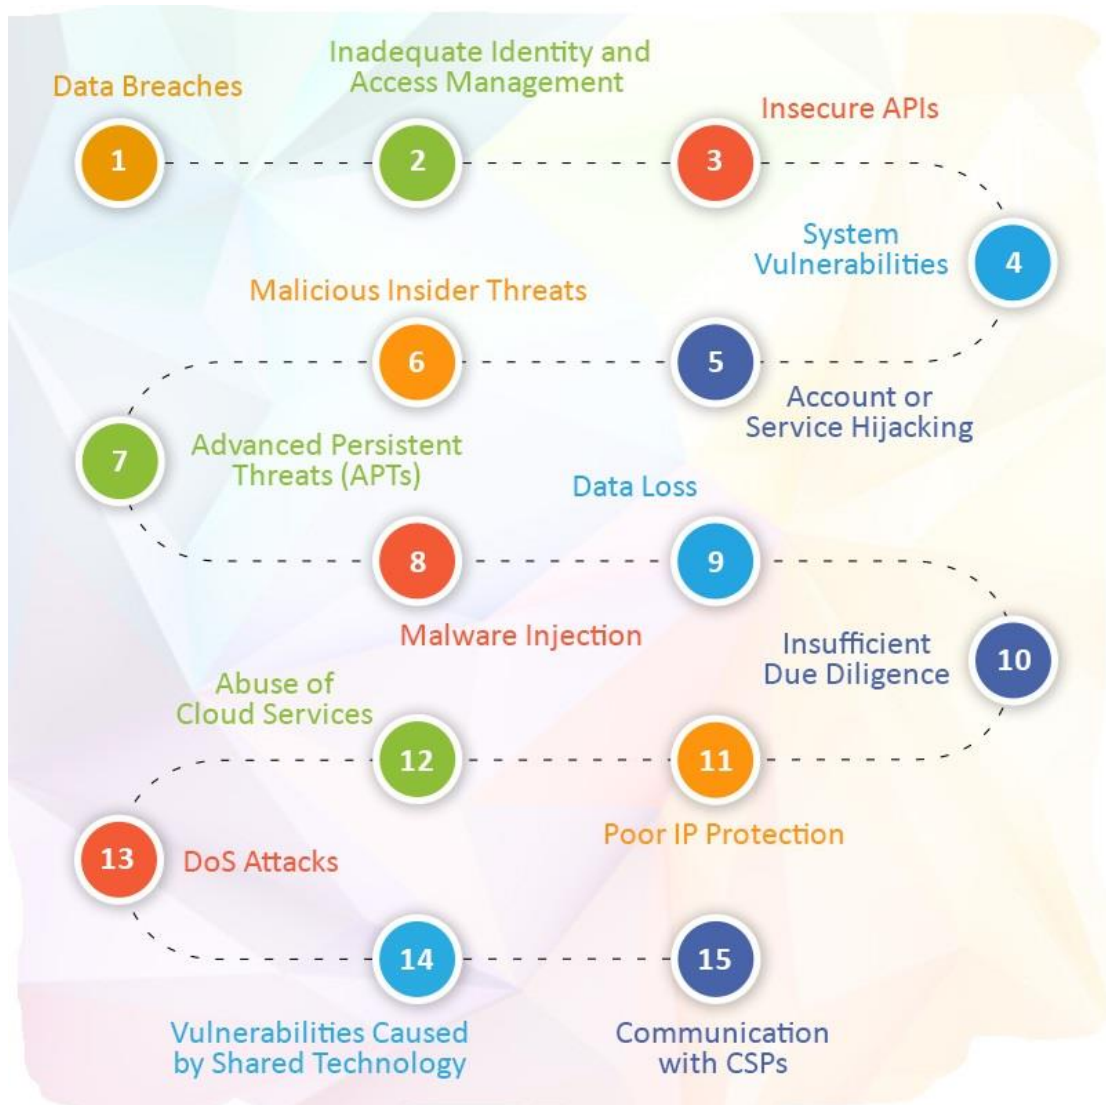 Data Breaches
1
Inadequate Identity and
Access Management
2
Insecure APIs
3
System
Vulnerabilities
4
Account or
Service Hijacking
5
Malicious Insider Threats
6
Advanced Persistent
Threats (APTs)
7
Malware Injection
8
Data Loss
9
Insufficient
Due Diligence
10
Poor IP Protection
11
Abuse of
Cloud Services
12
DoS Attacks
13
Vulnerabilities Caused
by Shared Technology
14
Communication
with CSPs
15